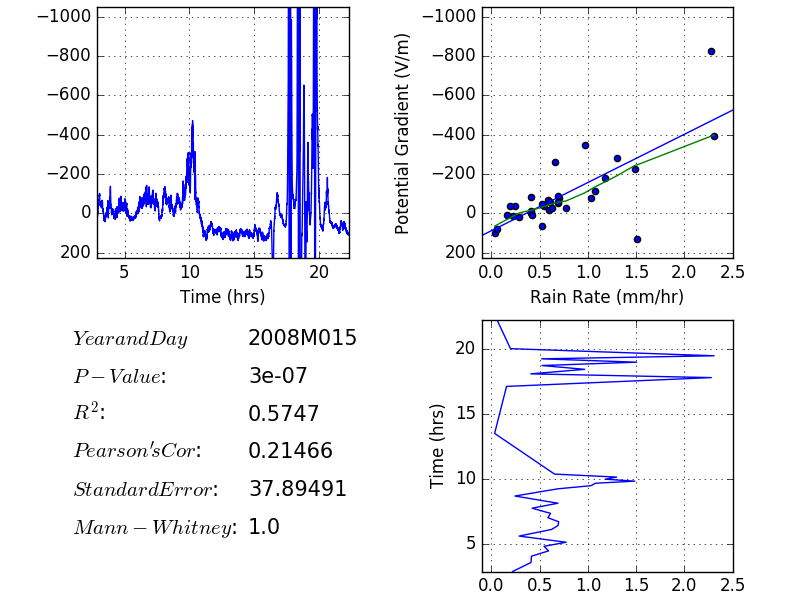 −1000
−800
−600
−400
−200
0
200
5 10 15 20
Time (hrs)
−1000
−800
−600
−400
−200
0
200
Potential Gradient (V/m)
0.0 0.5 1.0 1.5 2.0 2.5
Rain Rate (mm/hr)
YearandDay 2008M015
P−Value: 3e-07
R²: 0.5747
Pearson'sCor: 0.21466
StandardError: 37.89491
Mann−Whitney: 1.0
20
15
10
5
Time (hrs)
0.0 0.5 1.0 1.5 2.0 2.5